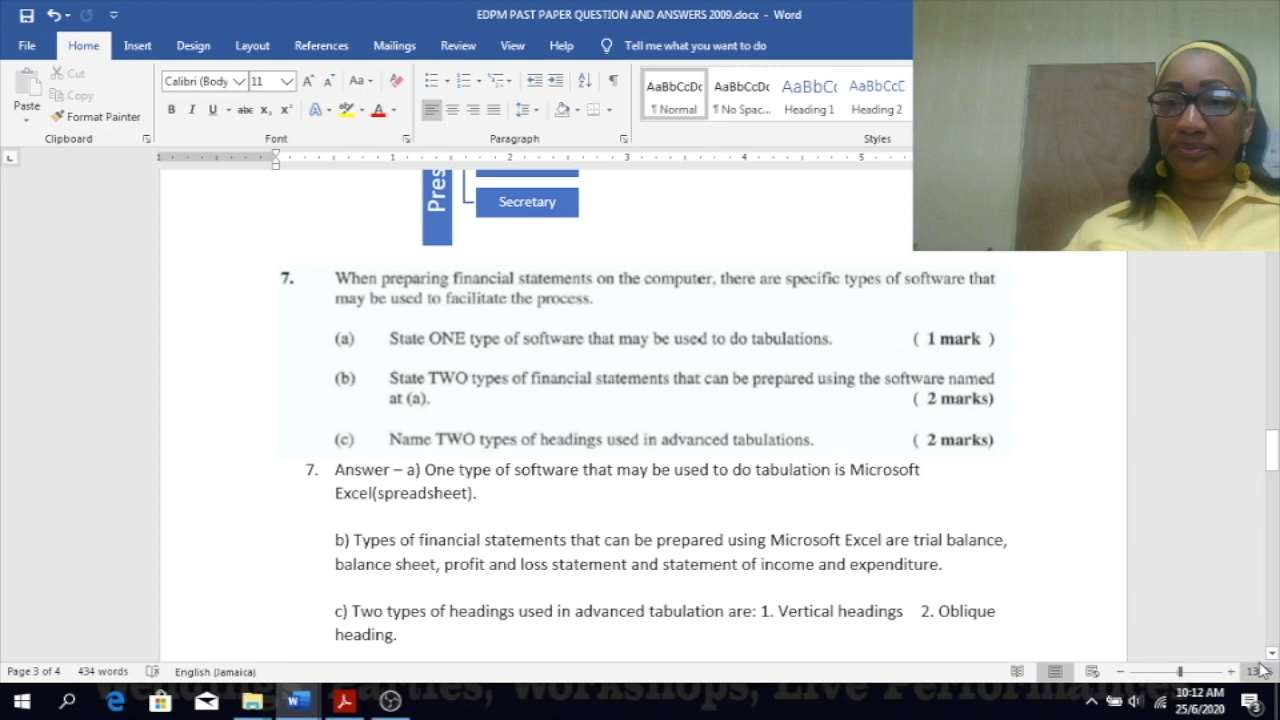 EDPM PAST PAPER QUESTION AND ANSWERS 2009.docx - Word
File Home Insert Design Layout References Mailings Review View Help Tell me what you want to do
Paste
Cut
Copy
Format Painter
Calibri (Body 11
AaBbCcDc AaBbCcDc AaBbC AaBbCcD
¶ Normal ¶ No Spac... Heading 1 Heading 2
Clipboard Font Paragraph Styles
Pres
Secretary
7. When preparing financial statements on the computer, there are specific types of software that
may be used to facilitate the process.
(a) State ONE type of software that may be used to do tabulations. ( 1 mark )
(b) State TWO types of financial statements that can be prepared using the software named
at (a). ( 2 marks)
(c) Name TWO types of headings used in advanced tabulations. ( 2 marks)
7. Answer – a) One type of software that may be used to do tabulation is Microsoft
Excel(spreadsheet).
b) Types of financial statements that can be prepared using Microsoft Excel are trial balance,
balance sheet, profit and loss statement and statement of income and expenditure.
c) Two types of headings used in advanced tabulation are: 1. Vertical headings 2. Oblique
heading.
Page 3 of 4 434 words English (Jamaica)
10:12 AM
25/6/2020